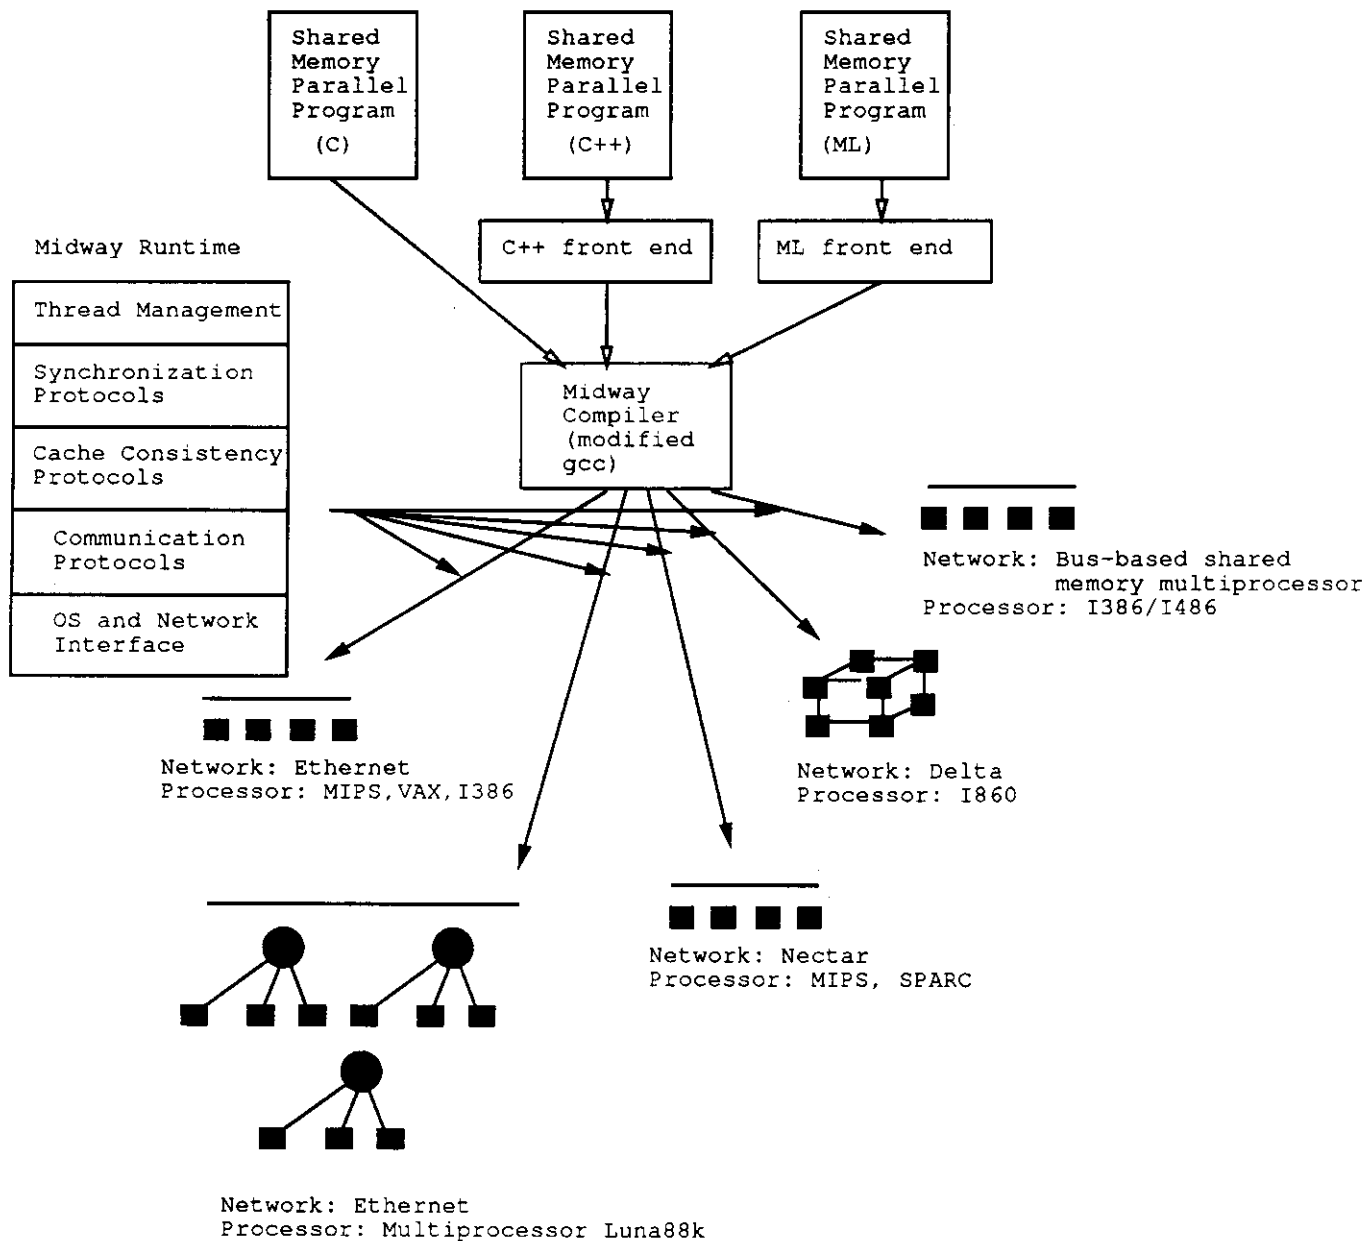 Shared
Memory
Parallel
Program
(C)
Shared
Memory
Parallel
Program
(C++)
Shared
Memory
Parallel
Program
(ML)
C++ front end
ML front end
Midway Runtime
Thread Management
Synchronization
Protocols
Cache Consistency
Protocols
Communication
Protocols
OS and Network
Interface
Midway
Compiler
(modified
gcc)
Network: Bus-based shared
memory multiprocessor
Processor: I386/I486
Network: Ethernet
Processor: MIPS,VAX,I386
Network: Delta
Processor: I860
Network: Nectar
Processor: MIPS, SPARC
Network: Ethernet
Processor: Multiprocessor Luna88k